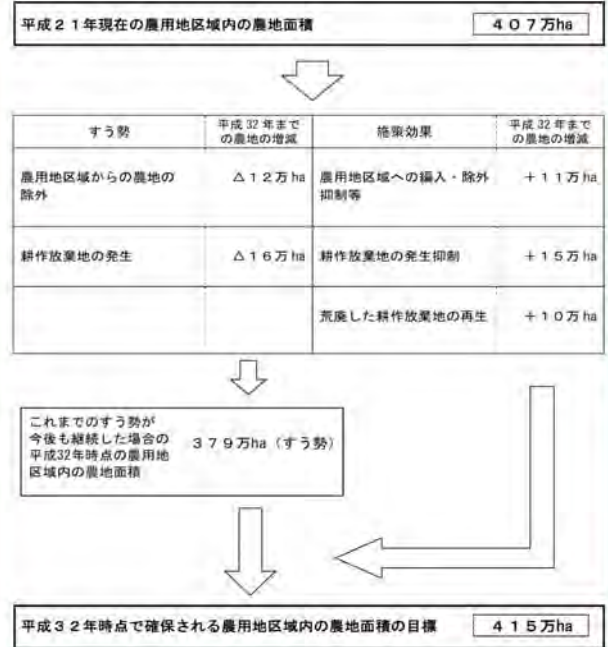 平成２１年現在の農用地区域内の農地面積 ４０７万ha
すう勢 平成32年まで の農地の増減 施策効果 平成32年まで の農地の増減
農用地区域からの農地の
除外
△１２万ha
農用地区域への編入・除外
抑制等
＋１１万ha
耕作放棄地の発生 △１６万ha 耕作放棄地の発生抑制 ＋１５万ha
荒廃した耕作放棄地の再生 ＋１０万ha
これまでのすう勢が
今後も継続した場合の
平成32年時点の農用地
区域内の農地面積
３７９万ha（すう勢）
平成３２年時点で確保される農用地区域内の農地面積の目標 ４１５万ha